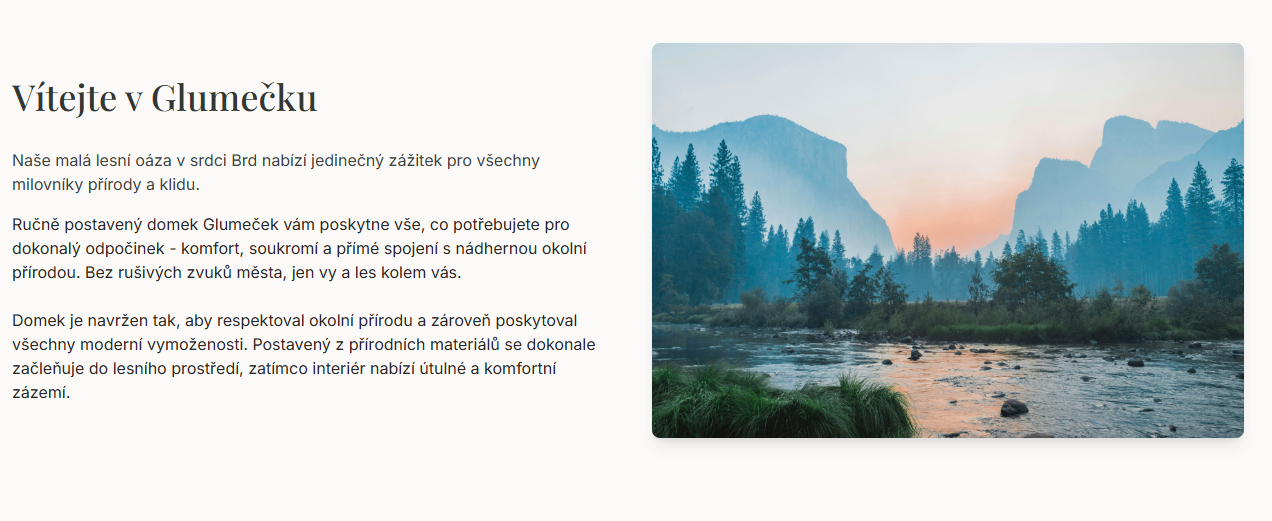 Vítejte v Glumečku
Naše malá lesní oáza v srdci Brd nabízí jedinečný zážitek pro všechny
milovníky přírody a klidu.
Ručně postavený domek Glumeček vám poskytne vše, co potřebujete pro
dokonalý odpočinek - komfort, soukromí a přímé spojení s nádhernou okolní
přírodou. Bez rušivých zvuků města, jen vy a les kolem vás.
Domek je navržen tak, aby respektoval okolní přírodu a zároveň poskytoval
všechny moderní vymoženosti. Postavený z přírodních materiálů se dokonale
začleňuje do lesního prostředí, zatímco interiér nabízí útulné a komfortní
zázemí.